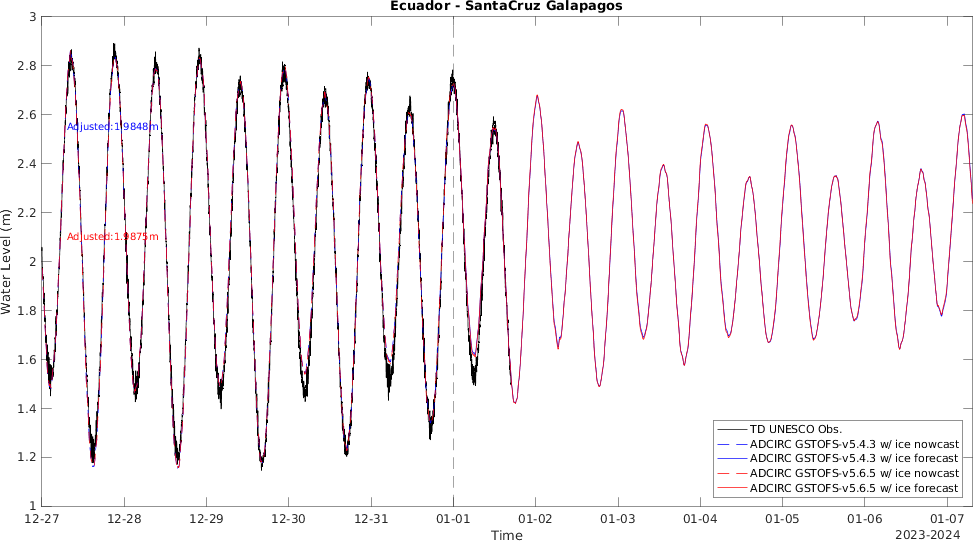 Ecuador - SantaCruz Galapagos
3
2.8
2.6
2.4
2.2
2
1.8
1.6
1.4
1.2
1
Water Level (m)
Adjusted:1.9848m
Adjusted:1.9875m
TD UNESCO Obs.
ADCIRC GSTOFS-v5.4.3 w/ ice nowcast
ADCIRC GSTOFS-v5.4.3 w/ ice forecast
ADCIRC GSTOFS-v5.6.5 w/ ice nowcast
ADCIRC GSTOFS-v5.6.5 w/ ice forecast
12-27 12-28 12-29 12-30 12-31 01-01 01-02 01-03 01-04 01-05 01-06 01-07
Time
2023-2024